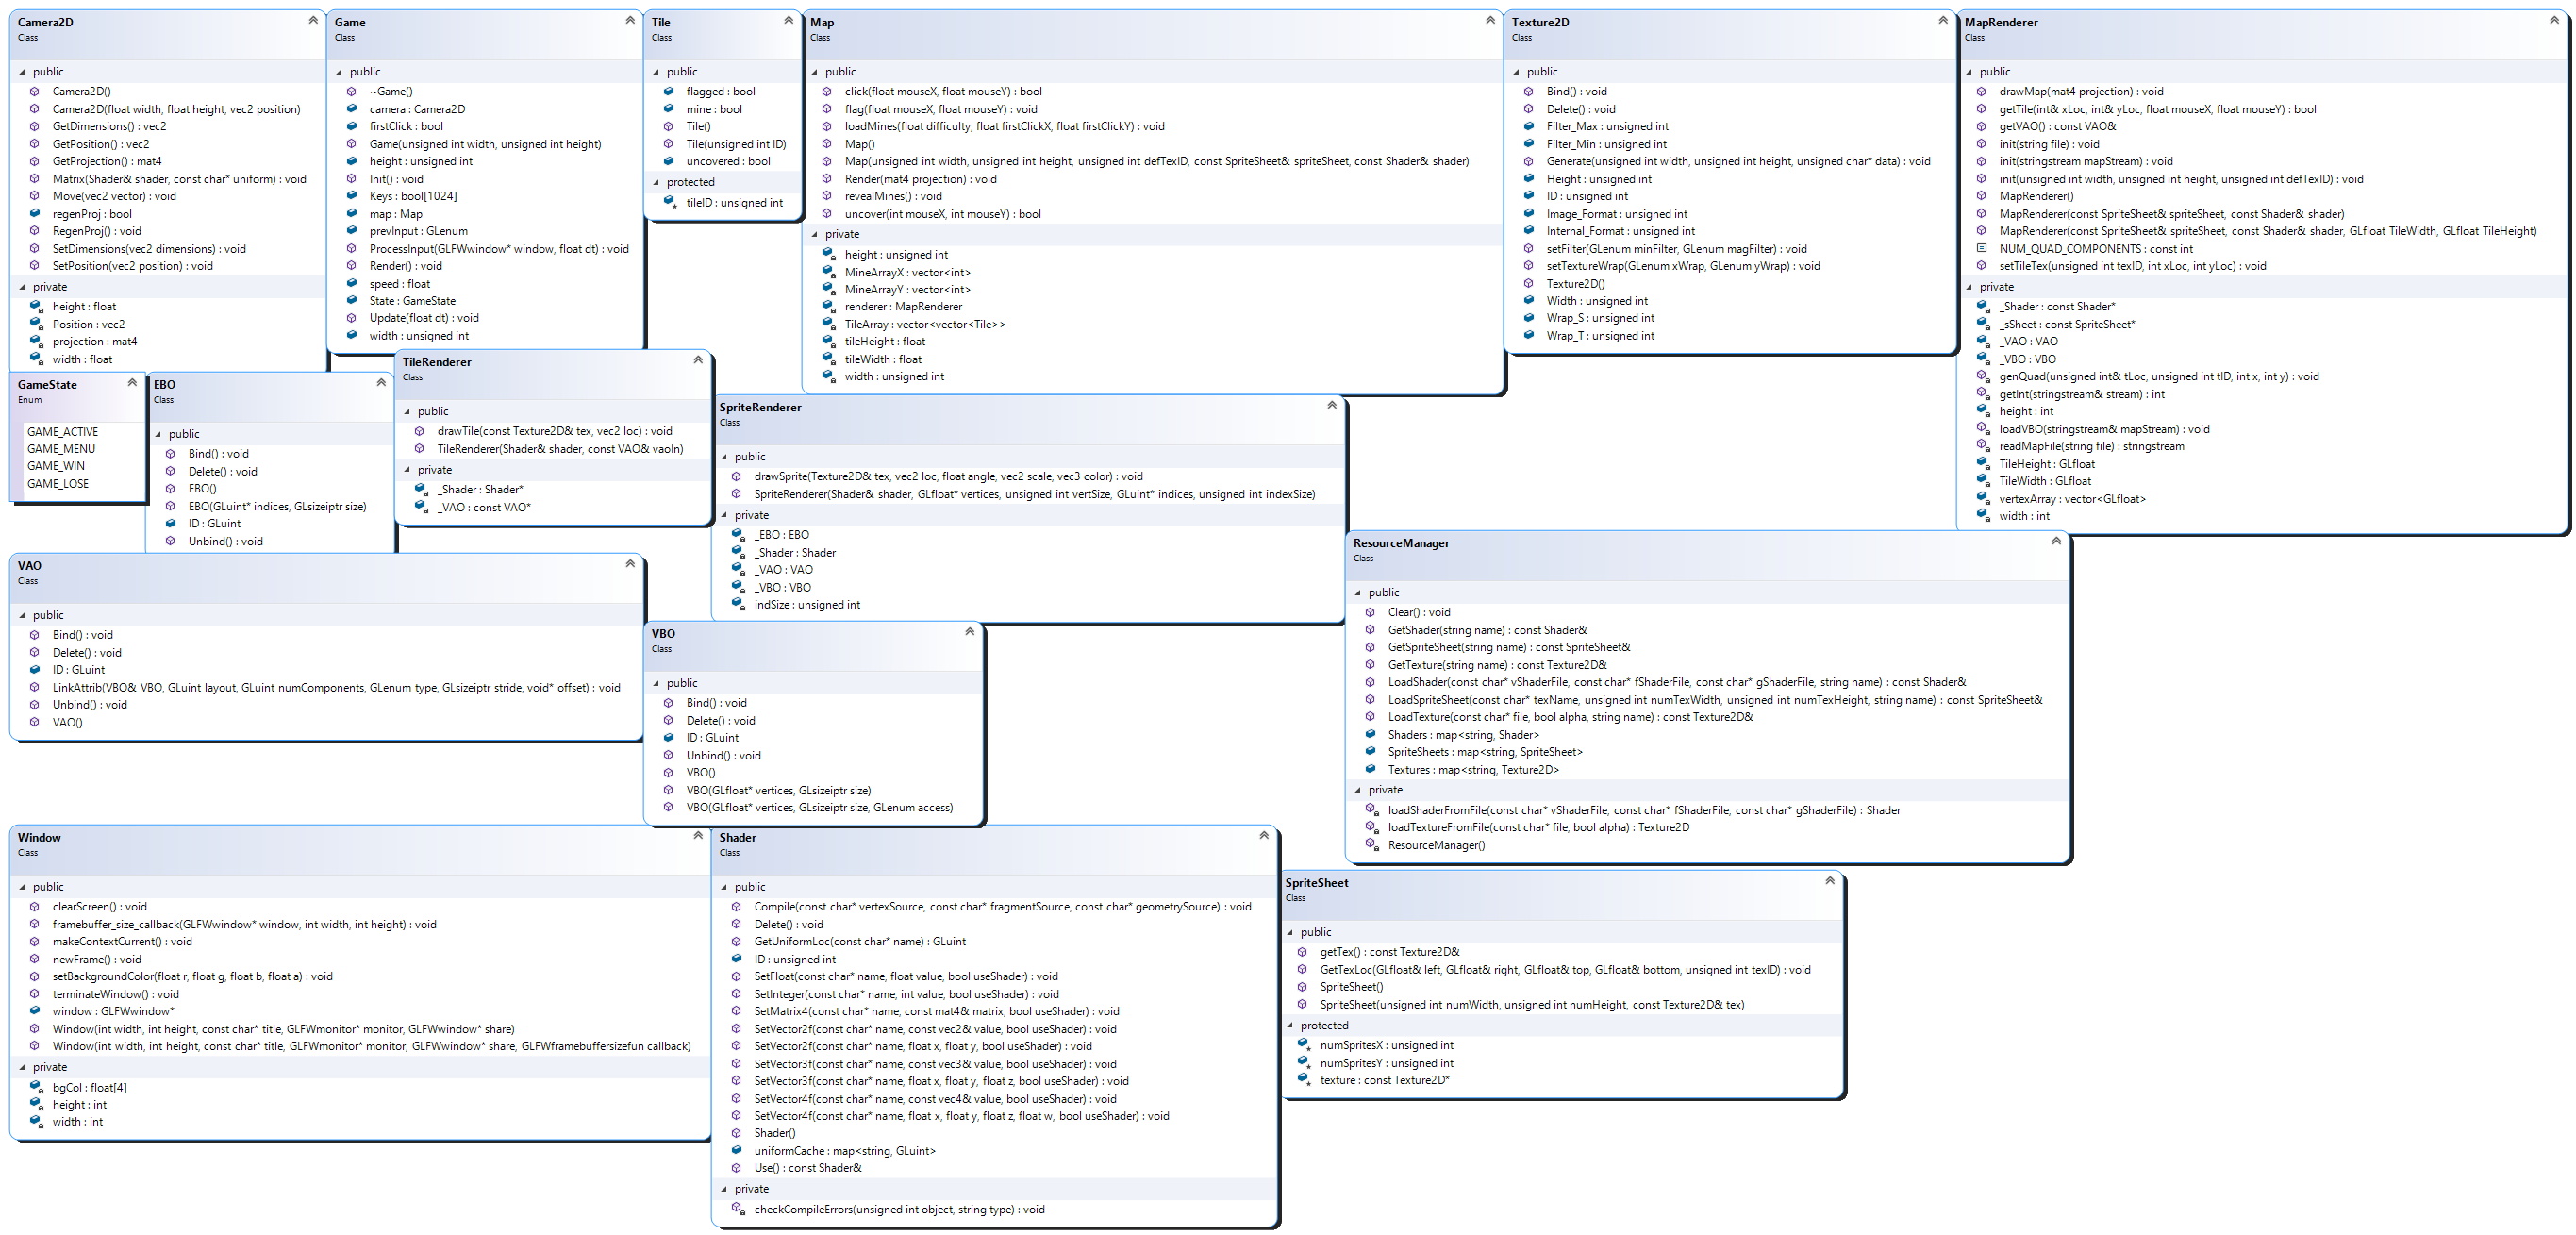 Camera2D
Class
public
Camera2D()
Camera2D(float width, float height, vec2 position)
GetDimensions() : vec2
GetPosition() : vec2
GetProjection() : mat4
Matrix(Shader& shader, const char* uniform) : void
Move(vec2 vector) : void
regenProj : bool
RegenProj() : void
SetDimensions(vec2 dimensions) : void
SetPosition(vec2 position) : void
private
height : float
Position : vec2
projection : mat4
width : float
Game
Class
public
~Game()
camera : Camera2D
firstClick : bool
Game(unsigned int width, unsigned int height)
height : unsigned int
Init() : void
Keys : bool[1024]
map : Map
prevInput : GLenum
ProcessInput(GLFWwindow* window, float dt) : void
Render() : void
speed : float
State : GameState
Update(float dt) : void
width : unsigned int
Tile
Class
public
flagged : bool
mine : bool
Tile()
Tile(unsigned int ID)
uncovered : bool
protected
tileID : unsigned int
Map
Class
public
click(float mouseX, float mouseY) : bool
flag(float mouseX, float mouseY) : void
loadMines(float difficulty, float firstClickX, float firstClickY) : void
Map()
Map(unsigned int width, unsigned int height, unsigned int defTexID, const SpriteSheet& spriteSheet, const Shader& shader)
Render(mat4 projection) : void
revealMines() : void
uncover(int mouseX, int mouseY) : bool
private
height : unsigned int
MineArrayX : vector<int>
MineArrayY : vector<int>
renderer : MapRenderer
TileArray : vector<vector<Tile>>
tileHeight : float
tileWidth : float
width : unsigned int
Texture2D
Class
public
Bind() : void
Delete() : void
Filter_Max : unsigned int
Filter_Min : unsigned int
Generate(unsigned int width, unsigned int height, unsigned char* data) : void
Height : unsigned int
ID : unsigned int
Image_Format : unsigned int
Internal_Format : unsigned int
setFilter(GLenum minFilter, GLenum magFilter) : void
setTextureWrap(GLenum xWrap, GLenum yWrap) : void
Texture2D()
Width : unsigned int
Wrap_S : unsigned int
Wrap_T : unsigned int
MapRenderer
Class
public
drawMap(mat4 projection) : void
getTile(int& xLoc, int& yLoc, float mouseX, float mouseY) : bool
getVAO() : const VAO&
init(string file) : void
init(stringstream mapStream) : void
init(unsigned int width, unsigned int height, unsigned int defTexID) : void
MapRenderer()
MapRenderer(const SpriteSheet& spriteSheet, const Shader& shader)
MapRenderer(const SpriteSheet& spriteSheet, const Shader& shader, GLfloat TileWidth, GLfloat TileHeight)
NUM_QUAD_COMPONENTS : const int
setTileTex(unsigned int texID, int xLoc, int yLoc) : void
private
_Shader : const Shader*
_sSheet : const SpriteSheet*
_VAO : VAO
_VBO : VBO
genQuad(unsigned int& tLoc, unsigned int tID, int x, int y) : void
getInt(stringstream& stream) : int
height : int
loadVBO(stringstream& mapStream) : void
readMapFile(string file) : stringstream
TileHeight : GLfloat
TileWidth : GLfloat
vertexArray : vector<GLfloat>
width : int
GameState
Enum
GAME_ACTIVE
GAME_MENU
GAME_WIN
GAME_LOSE
EBO
Class
public
Bind() : void
Delete() : void
EBO()
EBO(GLuint* indices, GLsizeiptr size)
ID : GLuint
Unbind() : void
TileRenderer
Class
public
drawTile(const Texture2D& tex, vec2 loc) : void
TileRenderer(Shader& shader, const VAO& vaoIn)
private
_Shader : Shader*
_VAO : const VAO*
SpriteRenderer
Class
public
drawSprite(Texture2D& tex, vec2 loc, float angle, vec2 scale, vec3 color) : void
SpriteRenderer(Shader& shader, GLfloat* vertices, unsigned int vertSize, GLuint* indices, unsigned int indexSize)
private
_EBO : EBO
_Shader : Shader
_VAO : VAO
_VBO : VBO
indSize : unsigned int
ResourceManager
Class
public
Clear() : void
GetShader(string name) : const Shader&
GetSpriteSheet(string name) : const SpriteSheet&
GetTexture(string name) : const Texture2D&
LoadShader(const char* vShaderFile, const char* fShaderFile, const char* gShaderFile, string name) : const Shader&
LoadSpriteSheet(const char* texName, unsigned int numTexWidth, unsigned int numTexHeight, string name) : const SpriteSheet&
LoadTexture(const char* file, bool alpha, string name) : const Texture2D&
Shaders : map<string, Shader>
SpriteSheets : map<string, SpriteSheet>
Textures : map<string, Texture2D>
private
loadShaderFromFile(const char* vShaderFile, const char* fShaderFile, const char* gShaderFile) : Shader
loadTextureFromFile(const char* file, bool alpha) : Texture2D
ResourceManager()
VAO
Class
public
Bind() : void
Delete() : void
ID : GLuint
LinkAttrib(VBO& VBO, GLuint layout, GLuint numComponents, GLenum type, GLsizeiptr stride, void* offset) : void
Unbind() : void
VAO()
VBO
Class
public
Bind() : void
Delete() : void
ID : GLuint
Unbind() : void
VBO()
VBO(GLfloat* vertices, GLsizeiptr size)
VBO(GLfloat* vertices, GLsizeiptr size, GLenum access)
Window
Class
public
clearScreen() : void
framebuffer_size_callback(GLFWwindow* window, int width, int height) : void
makeContextCurrent() : void
newFrame() : void
setBackgroundColor(float r, float g, float b, float a) : void
terminateWindow() : void
window : GLFWwindow*
Window(int width, int height, const char* title, GLFWmonitor* monitor, GLFWwindow* share)
Window(int width, int height, const char* title, GLFWmonitor* monitor, GLFWwindow* share, GLFWframebuffersizefun callback)
private
bgCol : float[4]
height : int
width : int
Shader
Class
public
Compile(const char* vertexSource, const char* fragmentSource, const char* geometrySource) : void
Delete() : void
GetUniformLoc(const char* name) : GLuint
ID : unsigned int
SetFloat(const char* name, float value, bool useShader) : void
SetInteger(const char* name, int value, bool useShader) : void
SetMatrix4(const char* name, const mat4& matrix, bool useShader) : void
SetVector2f(const char* name, const vec2& value, bool useShader) : void
SetVector2f(const char* name, float x, float y, bool useShader) : void
SetVector3f(const char* name, const vec3& value, bool useShader) : void
SetVector3f(const char* name, float x, float y, float z, bool useShader) : void
SetVector4f(const char* name, const vec4& value, bool useShader) : void
SetVector4f(const char* name, float x, float y, float z, float w, bool useShader) : void
Shader()
uniformCache : map<string, GLuint>
Use() : const Shader&
private
checkCompileErrors(unsigned int object, string type) : void
SpriteSheet
Class
public
getTex() : const Texture2D&
GetTexLoc(GLfloat& left, GLfloat& right, GLfloat& top, GLfloat& bottom, unsigned int texID) : void
SpriteSheet()
SpriteSheet(unsigned int numWidth, unsigned int numHeight, const Texture2D& tex)
protected
numSpritesX : unsigned int
numSpritesY : unsigned int
texture : const Texture2D*